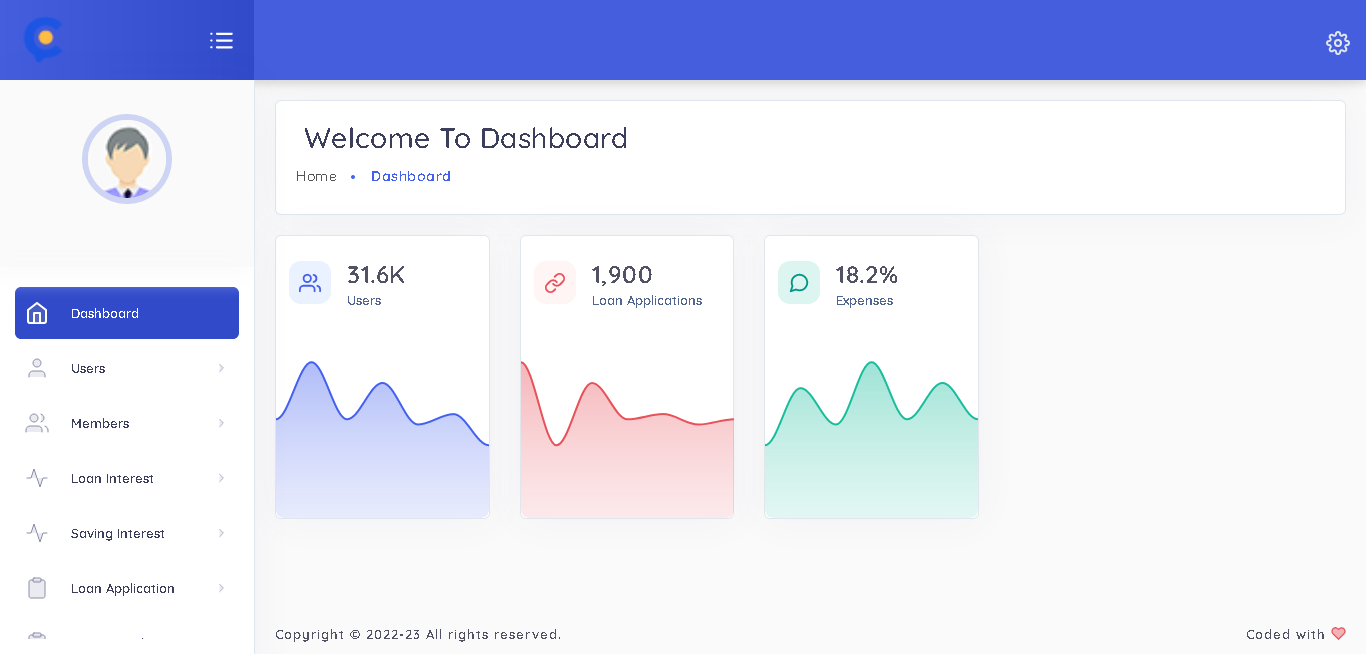 Welcome To Dashboard
Home • Dashboard
31.6K
Users
1,900
Loan Applications
18.2%
Expenses
Dashboard
Users
Members
Loan Interest
Saving Interest
Loan Application
Copyright © 2022-23 All rights reserved.
Coded with